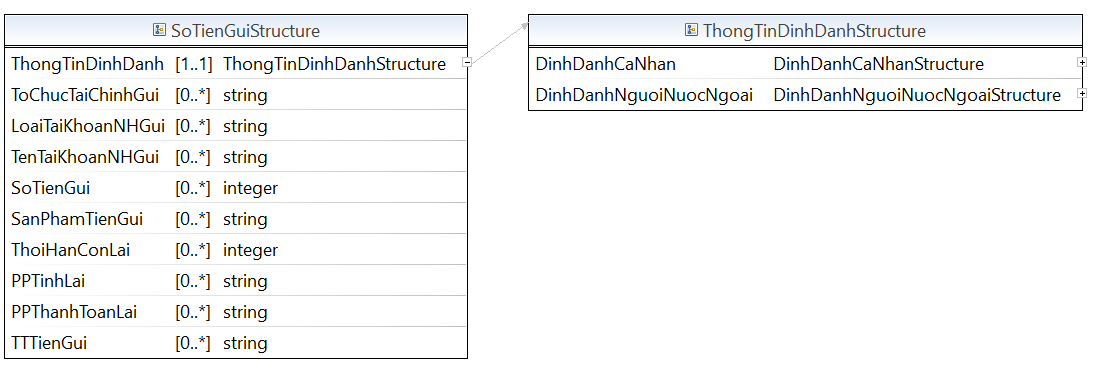 SoTienGuiStructure
ThongTinDinhDanh [1..1] ThongTinDinhDanhStructure
ToChucTaiChinhGui [0..*] string
LoaiTaiKhoanNHGui [0..*] string
TenTaiKhoanNHGui [0..*] string
SoTienGui [0..*] integer
SanPhamTienGui [0..*] string
ThoiHanConLai [0..*] integer
PPTinhLai [0..*] string
PPThanhToanLai [0..*] string
TTTienGui [0..*] string
ThongTinDinhDanhStructure
DinhDanhCaNhan DinhDanhCaNhanStructure
DinhDanhNguoiNuocNgoai DinhDanhNguoiNuocNgoaiStructure